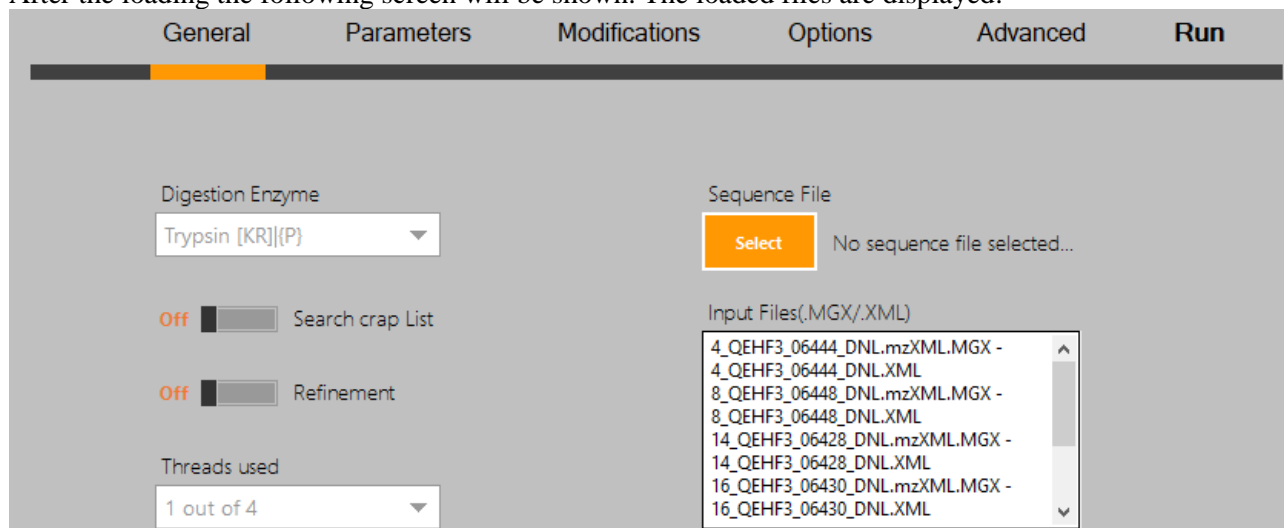 After the loading the following screen will be shown. The loaded files are displayed.
General Parameters Modifications Options Advanced Run
Digestion Enzyme
Trypsin [KR]|{P}
Off Search crap List
Off Refinement
Threads used
1 out of 4
Sequence File
Select No sequence file selected...
Input Files(.MGX/.XML)
4_QEHF3_06444_DNL.mzXML.MGX -
4_QEHF3_06444_DNL.XML
8_QEHF3_06448_DNL.mzXML.MGX -
8_QEHF3_06448_DNL.XML
14_QEHF3_06428_DNL.mzXML.MGX -
14_QEHF3_06428_DNL.XML
16_QEHF3_06430_DNL.mzXML.MGX -
16_QEHF3_06430_DNL.XML